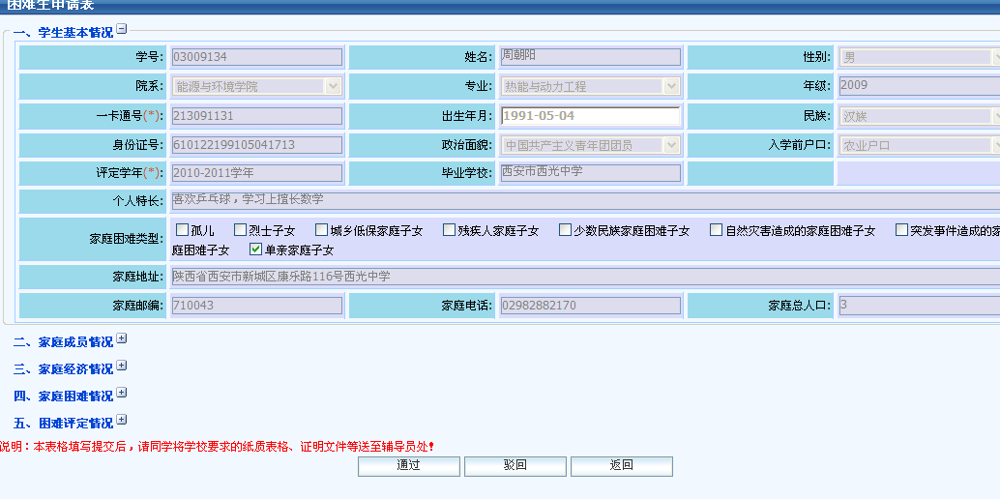 困难生申请表
一、学生基本情况
学号: 03009134 姓名: 周朝阳 性别: 男
院系: 能源与环境学院 专业: 热能与动力工程 年级: 2009
一卡通号(*): 213091131 出生年月: 1991-05-04 民族: 汉族
身份证号: 610122199105041713 政治面貌: 中国共产主义青年团团员 入学前户口: 农业户口
评定学年(*): 2010-2011学年 毕业学校: 西安市西光中学
个人特长: 喜欢乒乓球，学习上擅长数学
家庭困难类型: 孤儿 烈士子女 城乡低保家庭子女 残疾人家庭子女 少数民族家庭困难子女 自然灾害造成的家庭困难子女 突发事件造成的家
庭困难子女 单亲家庭子女
家庭地址: 陕西省西安市新城区康乐路116号西光中学
家庭邮编: 710043 家庭电话: 02982882170 家庭总人口: 3
二、家庭成员情况
三、家庭经济情况
四、家庭困难情况
五、困难评定情况
说明：本表格填写提交后，请同学将学校要求的纸质表格、证明文件等送至辅导员处！
通过 驳回 返回